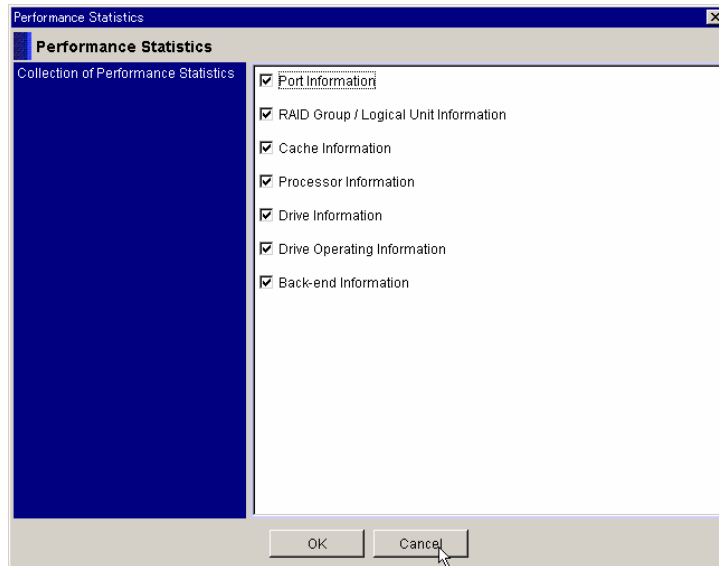 Performance Statistics
Performance Statistics
Collection of Performance Statistics
Port Information
RAID Group / Logical Unit Information
Cache Information
Processor Information
Drive Information
Drive Operating Information
Back-end Information
OK
Cancel